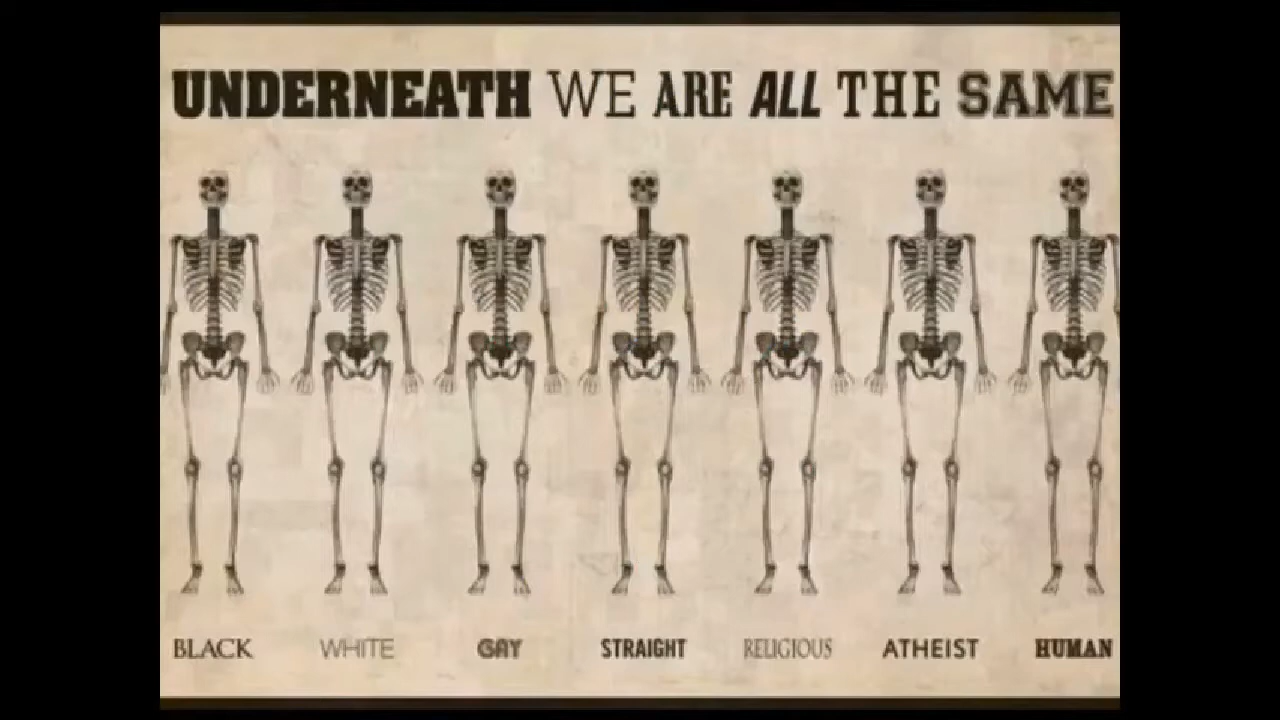 UNDERNEATH WE ARE ALL THE SAME
BLACK WHITE GAY STRAIGHT RELIGIOUS ATHEIST HUMAN